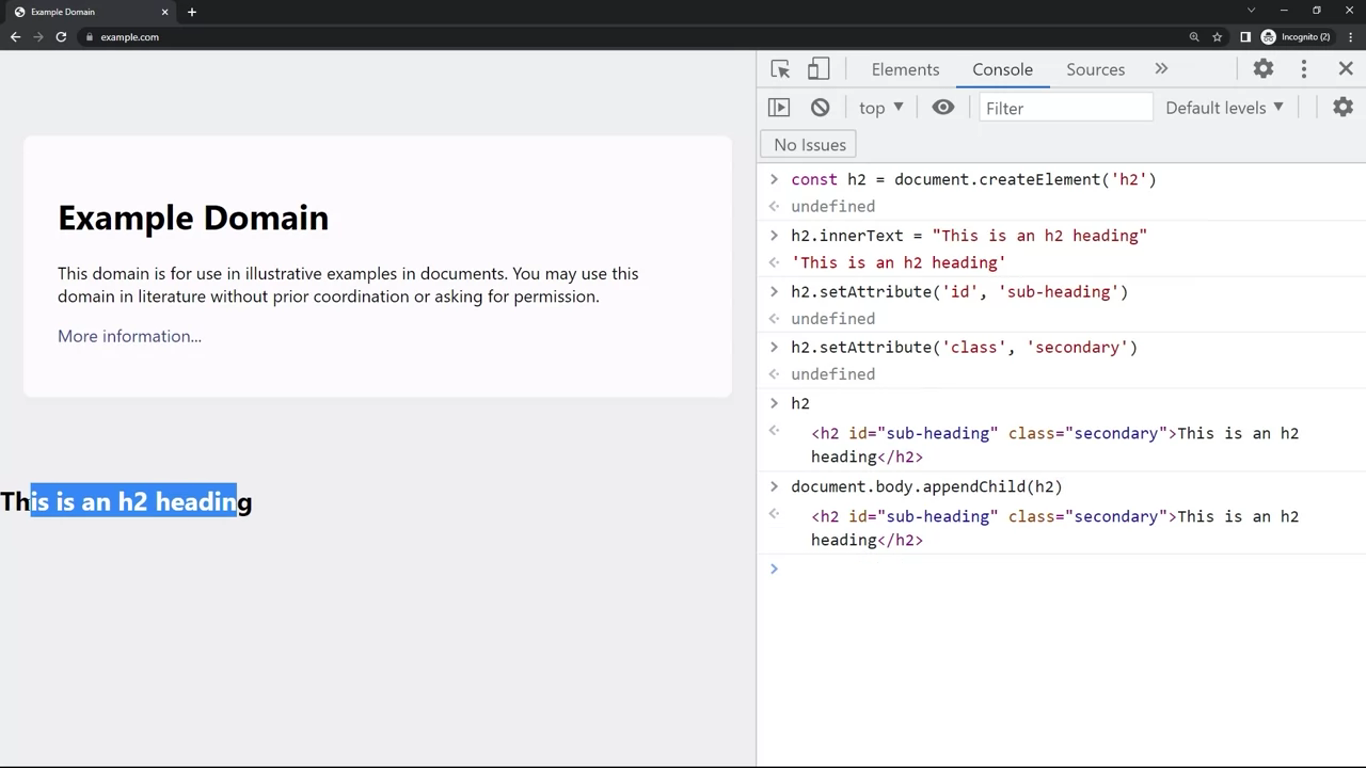 Example Domain
example.com
Incognito (2)
Example Domain
This domain is for use in illustrative examples in documents. You may use this
domain in literature without prior coordination or asking for permission.
More information...
This is an h2 heading
Elements Console Sources
top Filter Default levels
No Issues
const h2 = document.createElement('h2')
undefined
h2.innerText = "This is an h2 heading"
'This is an h2 heading'
h2.setAttribute('id', 'sub-heading')
undefined
h2.setAttribute('class', 'secondary')
undefined
h2
<h2 id="sub-heading" class="secondary">This is an h2
heading</h2>
document.body.appendChild(h2)
<h2 id="sub-heading" class="secondary">This is an h2
heading</h2>